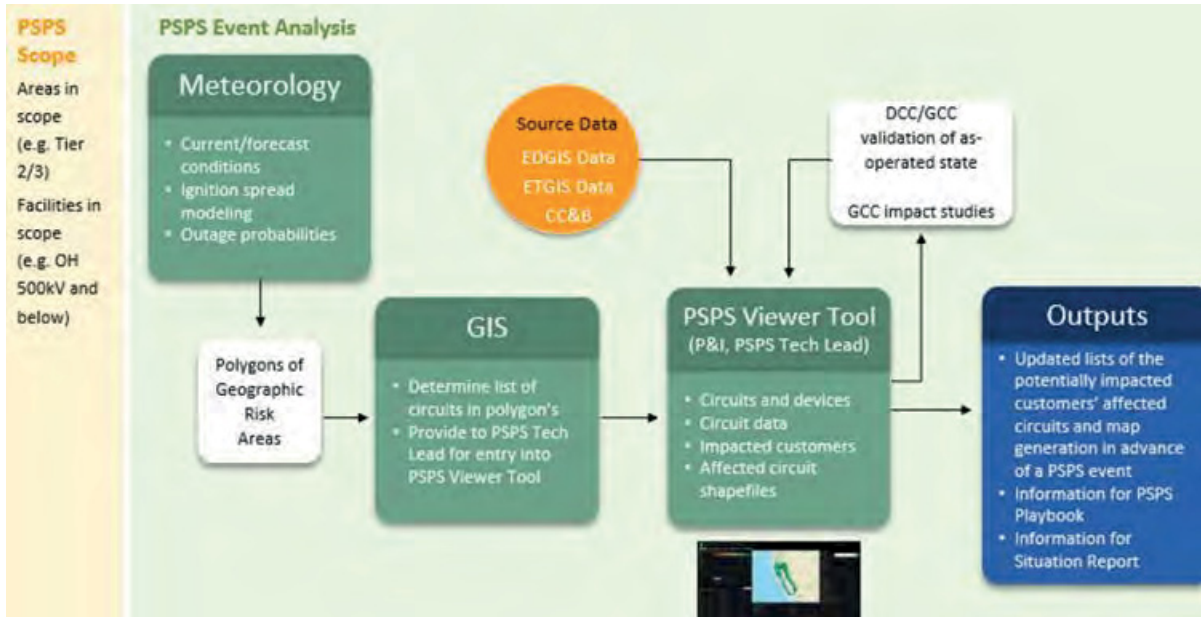 PSPS
Scope
Areas in
scope
(e.g. Tier
2/3)
Facilities in
scope
(e.g. OH
500kV and
below)
PSPS Event Analysis
Meteorology
• Current/forecast
conditions
• Ignition spread
modeling
• Outage probabilities
Polygons of
Geographic
Risk
Areas
GIS
• Determine list of
circuits in polygon's
• Provide to PSPS Tech
Lead for entry into
PSPS Viewer Tool
Source Data
EDGIS Data
ETGIS Data
CC&B
DCC/GCC
validation of as-
operated state
GCC impact studies
PSPS Viewer Tool
(P&I, PSPS Tech Lead)
• Circuits and devices
• Circuit data
• Impacted customers
• Affected circuit
shapefiles
Outputs
• Updated lists of the
potentially impacted
customers' affected
circuits and map
generation in advance
of a PSPS event
• Information for PSPS
Playbook
• Information for
Situation Report